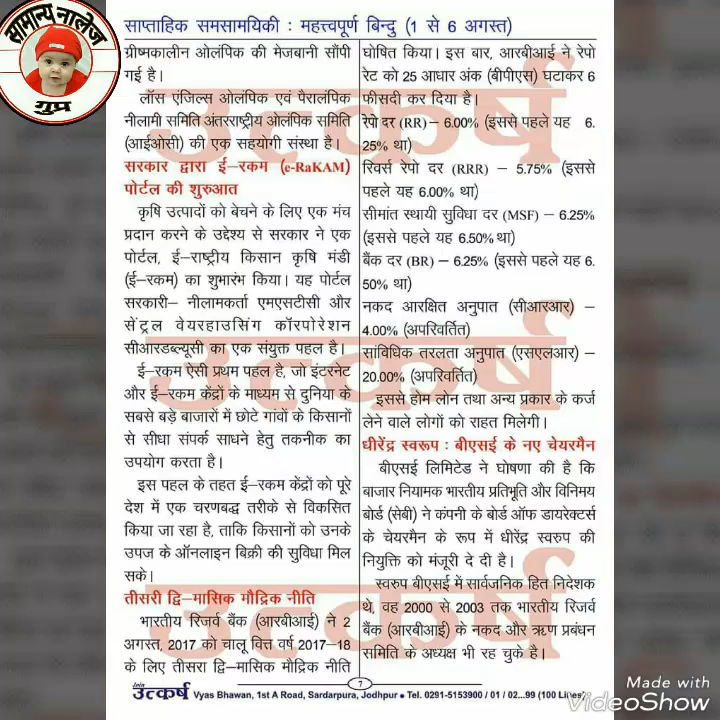 सामान्य नालेज
ग्रुप
साप्ताहिक समसामयिकी : महत्त्वपूर्ण बिन्दु (1 से 6 अगस्त)
ग्रीष्मकालीन ओलंपिक की मेजबानी सौंपी
गई है।
लॉस एंजिल्स ओलंपिक एवं पैरालंपिक
नीलामी समिति अंतरराष्ट्रीय ओलंपिक समिति
(आईओसी) की एक सहयोगी संस्था है।
सरकार द्वारा ई–रकम (e-RaKAM)
पोर्टल की शुरुआत
कृषि उत्पादों को बेचने के लिए एक मंच
प्रदान करने के उद्देश्य से सरकार ने एक
पोर्टल, ई–राष्ट्रीय किसान कृषि मंडी
(ई–रकम) का शुभारंभ किया। यह पोर्टल
सरकारी– नीलामकर्ता एमएसटीसी और
सेंट्रल वेयरहाउसिंग कॉरपोरेशन
सीआरडब्ल्यूसी का एक संयुक्त पहल है।
ई–रकम ऐसी प्रथम पहल है, जो इंटरनेट
और ई–रकम केंद्रों के माध्यम से दुनिया के
सबसे बड़े बाजारों में छोटे गांवों के किसानों
से सीधा संपर्क साधने हेतु तकनीक का
उपयोग करता है।
इस पहल के तहत ई–रकम केंद्रों को पूरे
देश में एक चरणबद्ध तरीके से विकसित
किया जा रहा है, ताकि किसानों को उनके
उपज के ऑनलाइन बिक्री की सुविधा मिल
सके।
तीसरी द्वि–मासिक मौद्रिक नीति
भारतीय रिजर्व बैंक (आरबीआई) ने 2
अगस्त, 2017 को चालू वित्त वर्ष 2017–18
के लिए तीसरा द्वि–मासिक मौद्रिक नीति
घोषित किया। इस बार, आरबीआई ने रेपो
रेट को 25 आधार अंक (बीपीएस) घटाकर 6
फीसदी कर दिया है।
रेपो दर (RR) – 6.00% (इससे पहले यह 6.
25% था)
रिवर्स रेपो दर (RRR) – 5.75% (इससे
पहले यह 6.00% था)
सीमांत स्थायी सुविधा दर (MSF) – 6.25%
(इससे पहले यह 6.50% था)
बैंक दर (BR) – 6.25% (इससे पहले यह 6.
50% था)
नकद आरक्षित अनुपात (सीआरआर) –
4.00% (अपरिवर्तित)
सांविधिक तरलता अनुपात (एसएलआर) –
20.00% (अपरिवर्तित)
इससे होम लोन तथा अन्य प्रकार के कर्ज
लेने वाले लोगों को राहत मिलेगी।
धीरेंद्र स्वरूप : बीएसई के नए चेयरमैन
बीएसई लिमिटेड ने घोषणा की है कि
बाजार नियामक भारतीय प्रतिभूति और विनिमय
बोर्ड (सेबी) ने कंपनी के बोर्ड ऑफ डायरेक्टर्स
के चेयरमैन के रूप में धीरेंद्र स्वरुप की
नियुक्ति को मंजूरी दे दी है।
स्वरुप बीएसई में सार्वजनिक हित निदेशक
थे, वह 2000 से 2003 तक भारतीय रिजर्व
बैंक (आरबीआई) के नकद और ऋण प्रबंधन
समिति के अध्यक्ष भी रह चुके है।
उत्कर्ष
उत्कर्ष
उत्कर्ष
7
Join
उत्कर्ष Vyas Bhawan, 1st A Road, Sardarpura, Jodhpur • Tel. 0291-5153900 / 01 / 02...99 (100 Lines)
Made with
VideoShow